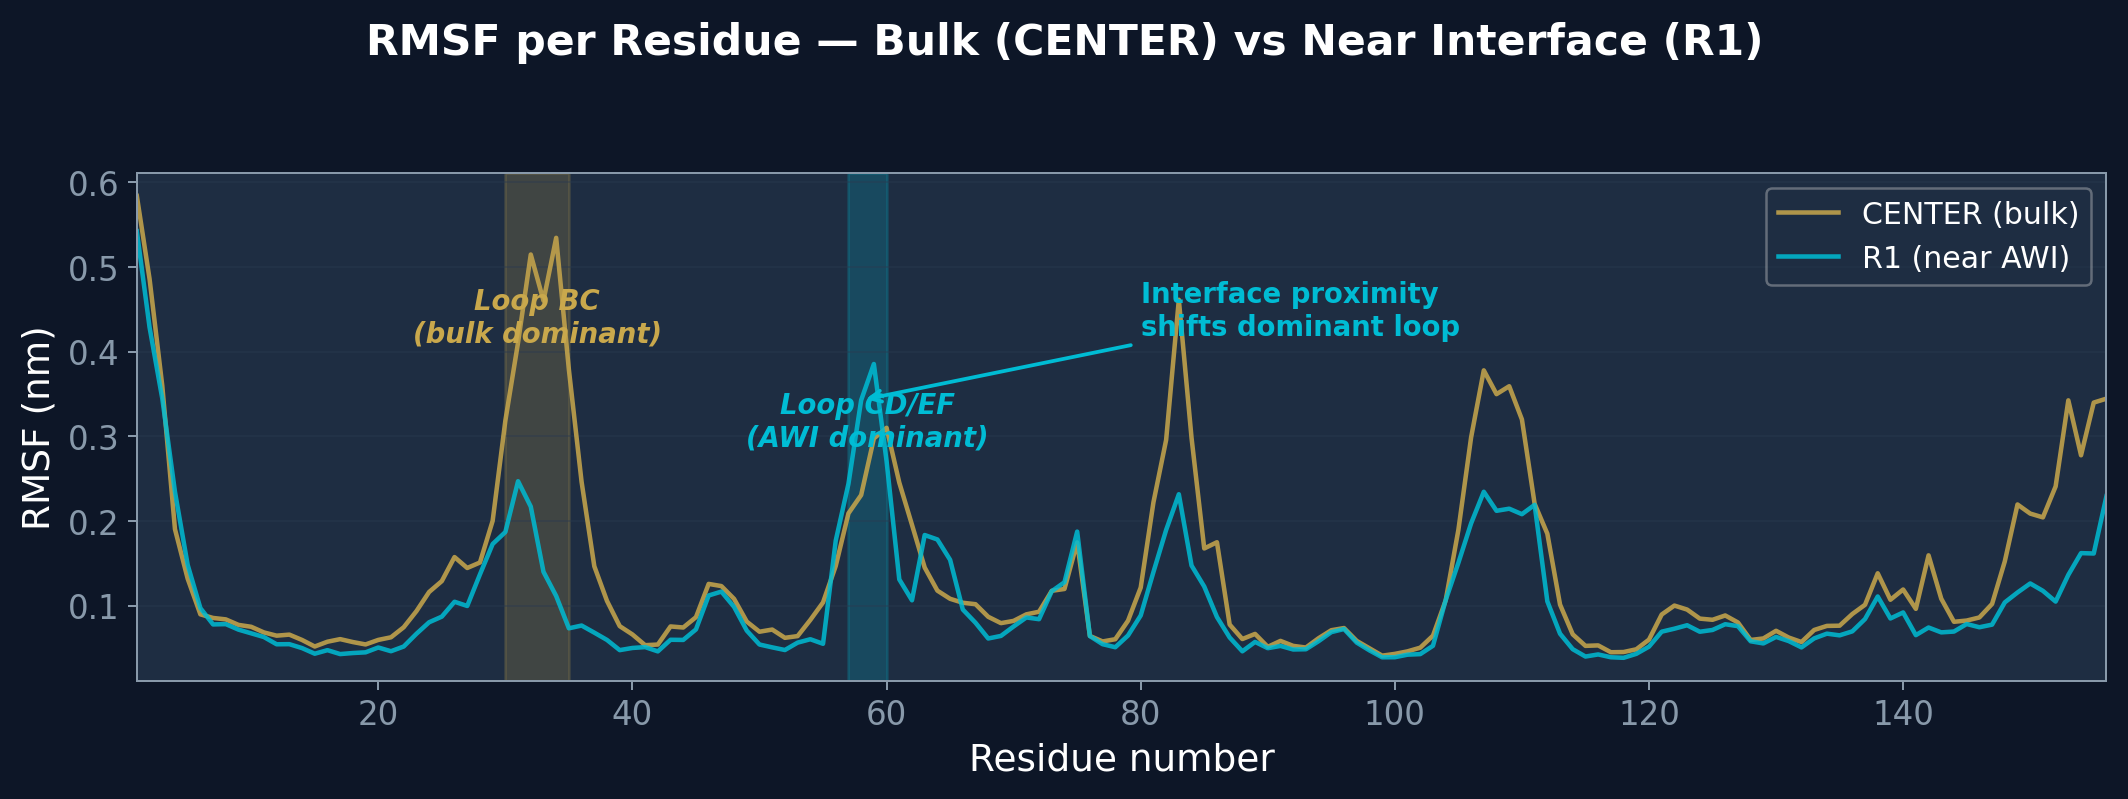 RMSF per Residue — Bulk (CENTER) vs Near Interface (R1)
0.6
0.5
0.4
0.3
0.2
0.1
RMSF (nm)
CENTER (bulk)
R1 (near AWI)
Loop BC
(bulk dominant)
Interface proximity
shifts dominant loop
Loop CD/EF
(AWI dominant)
20
40
60
80
100
120
140
Residue number